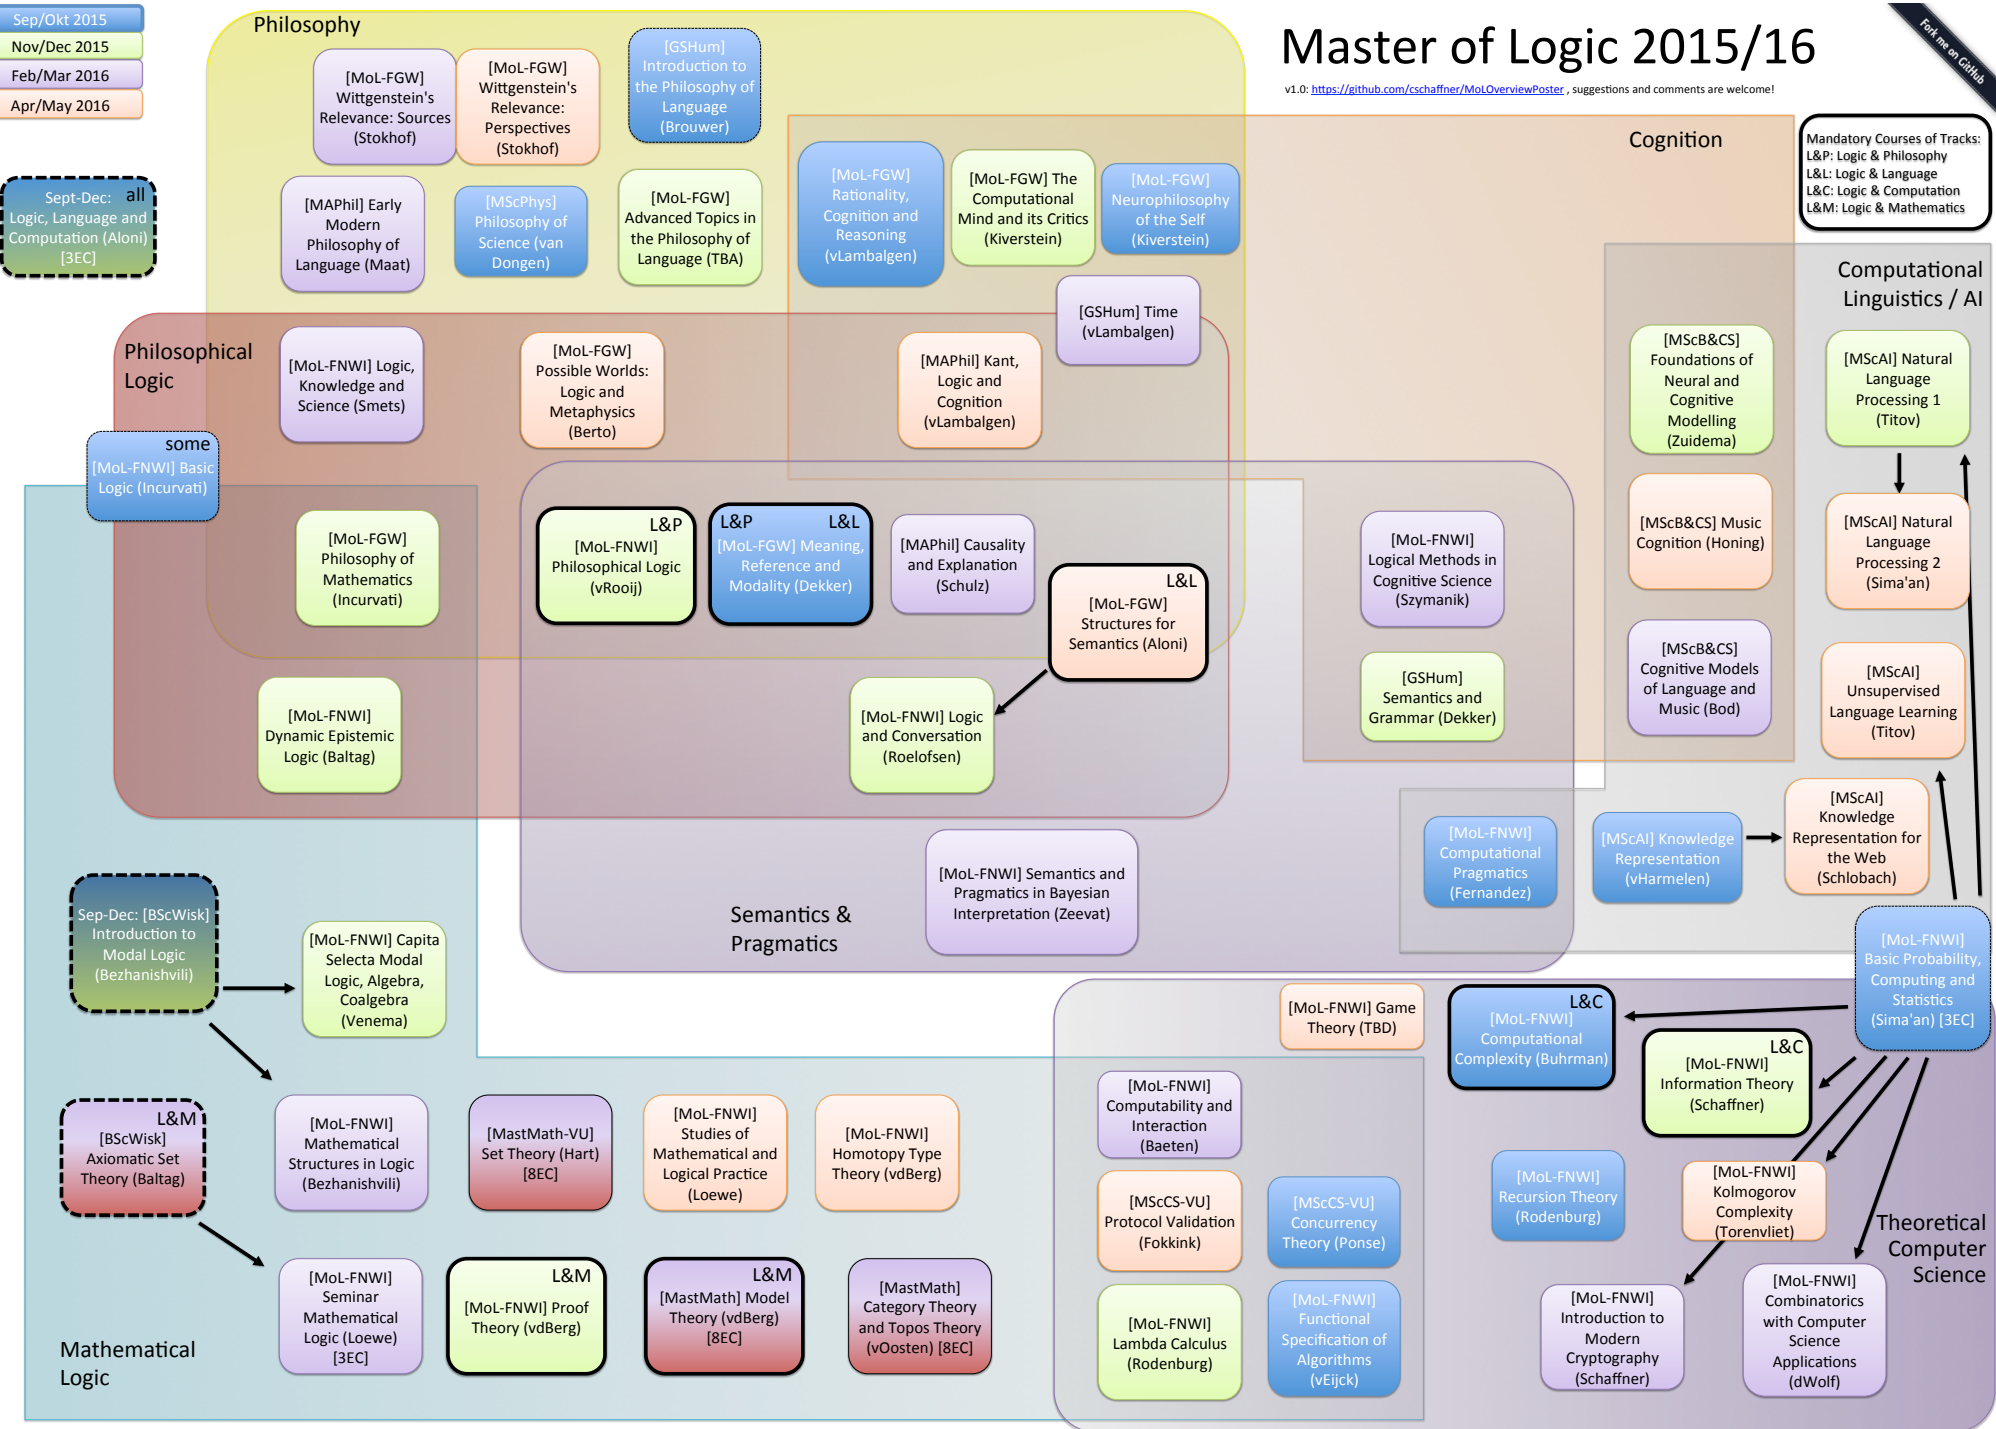 Sep/Okt 2015
Nov/Dec 2015
Feb/Mar 2016
Apr/May 2016
Sept-Dec: all
Logic, Language and
Computation (Aloni)
[3EC]
Master of Logic 2015/16
v1.0: https://github.com/cschaffner/MoLOverviewPoster , suggestions and comments are welcome!
Fork me on GitHub
Mandatory Courses of Tracks:
L&P: Logic & Philosophy
L&L: Logic & Language
L&C: Logic & Computation
L&M: Logic & Mathematics
Philosophy
[MoL-FGW]
Wittgenstein's
Relevance: Sources
(Stokhof)
[MoL-FGW]
Wittgenstein's
Relevance:
Perspectives
(Stokhof)
[GSHum]
Introduction to
the Philosophy of
Language
(Brouwer)
[MAPhil] Early
Modern
Philosophy of
Language (Maat)
[MScPhys]
Philosophy of
Science (van
Dongen)
[MoL-FGW]
Advanced Topics in
the Philosophy of
Language (TBA)
Cognition
[MoL-FGW]
Rationality,
Cognition and
Reasoning
(vLambalgen)
[MoL-FGW] The
Computational
Mind and its Critics
(Kiverstein)
[MoL-FGW]
Neurophilosophy
of the Self
(Kiverstein)
[GSHum] Time
(vLambalgen)
Computational
Linguistics / AI
Philosophical
Logic
[MoL-FNWI] Logic,
Knowledge and
Science (Smets)
[MoL-FGW]
Possible Worlds:
Logic and
Metaphysics
(Berto)
[MAPhil] Kant,
Logic and
Cognition
(vLambalgen)
[MScB&CS]
Foundations of
Neural and
Cognitive
Modelling
(Zuidema)
[MScAI] Natural
Language
Processing 1
(Titov)
some
[MoL-FNWI] Basic
Logic (Incurvati)
[MoL-FGW]
Philosophy of
Mathematics
(Incurvati)
L&P
[MoL-FNWI]
Philosophical Logic
(vRooij)
L&P L&L
[MoL-FGW] Meaning,
Reference and
Modality (Dekker)
[MAPhil] Causality
and Explanation
(Schulz)
L&L
[MoL-FGW]
Structures for
Semantics (Aloni)
[MoL-FNWI]
Logical Methods in
Cognitive Science
(Szymanik)
[MScB&CS] Music
Cognition (Honing)
[MScAI] Natural
Language
Processing 2
(Sima'an)
[MoL-FNWI]
Dynamic Epistemic
Logic (Baltag)
[MoL-FNWI] Logic
and Conversation
(Roelofsen)
[GSHum]
Semantics and
Grammar (Dekker)
[MScB&CS]
Cognitive Models
of Language and
Music (Bod)
[MScAI]
Unsupervised
Language Learning
(Titov)
Semantics &
Pragmatics
[MoL-FNWI] Semantics and
Pragmatics in Bayesian
Interpretation (Zeevat)
[MoL-FNWI]
Computational
Pragmatics
(Fernandez)
[MScAI] Knowledge
Representation
(vHarmelen)
[MScAI]
Knowledge
Representation for
the Web
(Schlobach)
Sep-Dec: [BScWisk]
Introduction to
Modal Logic
(Bezhanishvili)
[MoL-FNWI] Capita
Selecta Modal
Logic, Algebra,
Coalgebra
(Venema)
[MoL-FNWI]
Basic Probability,
Computing and
Statistics
(Sima'an) [3EC]
[MoL-FNWI] Game
Theory (TBD)
L&C
[MoL-FNWI]
Computational
Complexity (Buhrman)
L&C
[MoL-FNWI]
Information Theory
(Schaffner)
L&M
[BScWisk]
Axiomatic Set
Theory (Baltag)
[MoL-FNWI]
Mathematical
Structures in Logic
(Bezhanishvili)
[MastMath-VU]
Set Theory (Hart)
[8EC]
[MoL-FNWI]
Studies of
Mathematical and
Logical Practice
(Loewe)
[MoL-FNWI]
Homotopy Type
Theory (vdBerg)
[MoL-FNWI]
Computability and
Interaction
(Baeten)
[MScCS-VU]
Protocol Validation
(Fokkink)
[MScCS-VU]
Concurrency
Theory (Ponse)
[MoL-FNWI]
Recursion Theory
(Rodenburg)
[MoL-FNWI]
Kolmogorov
Complexity
(Torenvliet)
Theoretical
Computer
Science
Mathematical
Logic
[MoL-FNWI]
Seminar
Mathematical
Logic (Loewe)
[3EC]
L&M
[MoL-FNWI] Proof
Theory (vdBerg)
L&M
[MastMath] Model
Theory (vdBerg)
[8EC]
[MastMath]
Category Theory
and Topos Theory
(vOosten) [8EC]
[MoL-FNWI]
Lambda Calculus
(Rodenburg)
[MoL-FNWI]
Functional
Specification of
Algorithms
(vEijck)
[MoL-FNWI]
Introduction to
Modern
Cryptography
(Schaffner)
[MoL-FNWI]
Combinatorics
with Computer
Science
Applications
(dWolf)